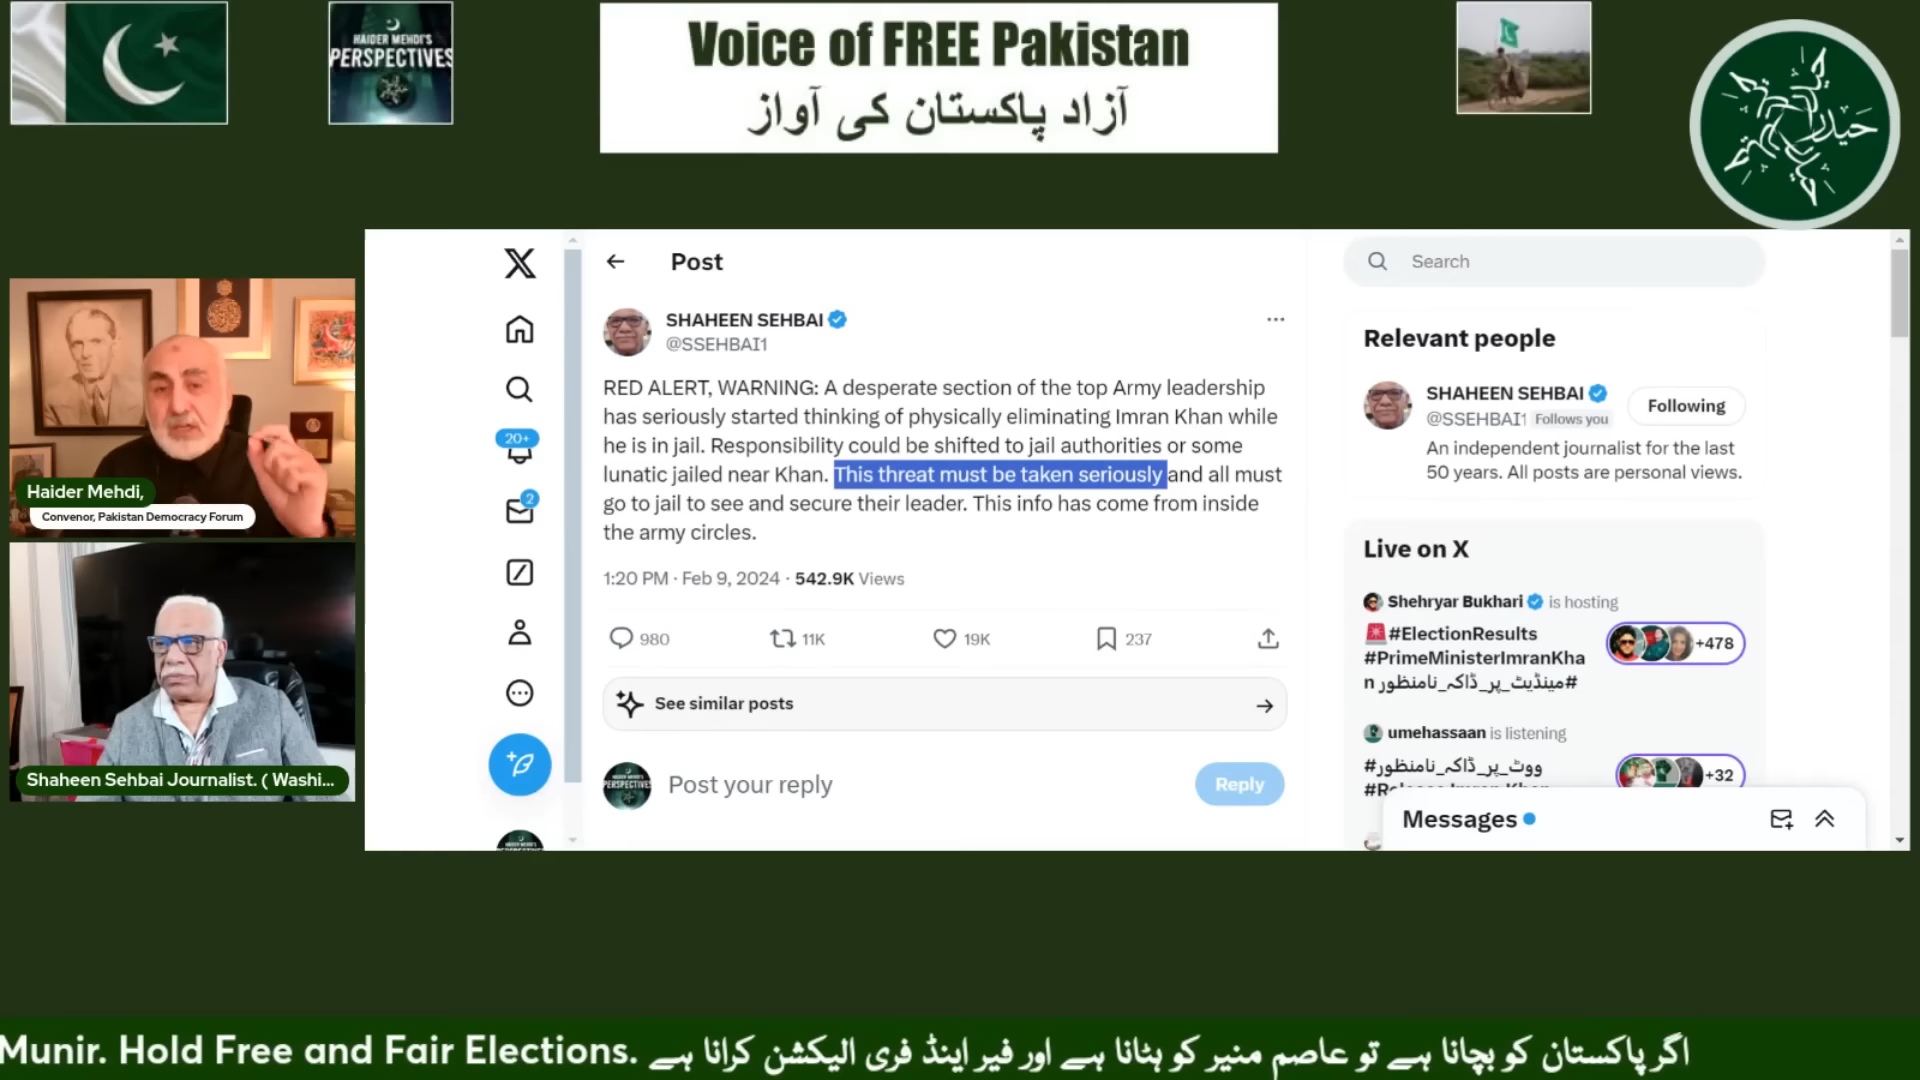 HAIDER MEHDI'S
PERSPECTIVES
Voice of FREE Pakistan
آزاد پاکستان کی آواز
Haider Mehdi,
Convenor, Pakistan Democracy Forum
Shaheen Sehbai Journalist. ( Washi...
20+
2
Post
SHAHEEN SEHBAI
@SSEHBAI1
RED ALERT, WARNING: A desperate section of the top Army leadership
has seriously started thinking of physically eliminating Imran Khan while
he is in jail. Responsibility could be shifted to jail authorities or some
lunatic jailed near Khan. This threat must be taken seriously and all must
go to jail to see and secure their leader. This info has come from inside
the army circles.
1:20 PM · Feb 9, 2024 · 542.9K Views
980 11K 19K 237
See similar posts
Post your reply
Reply
Search
Relevant people
SHAHEEN SEHBAI
@SSEHBAI1 Follows you
Following
An independent journalist for the last
50 years. All posts are personal views.
Live on X
Shehryar Bukhari is hosting
#ElectionResults
#PrimeMinisterImranKha
n #مینڈیٹ_پر_ڈاکہ_نامنظور
+478
umehassaan is listening
#ووٹ_پر_ڈاکہ_نامنظور
+32
Messages
Munir. Hold Free and Fair Elections. اگر پاکستان کو بچانا ہے تو عاصم منیر کو ہٹانا ہے اور فیر اینڈ فری الیکشن کرانا ہے